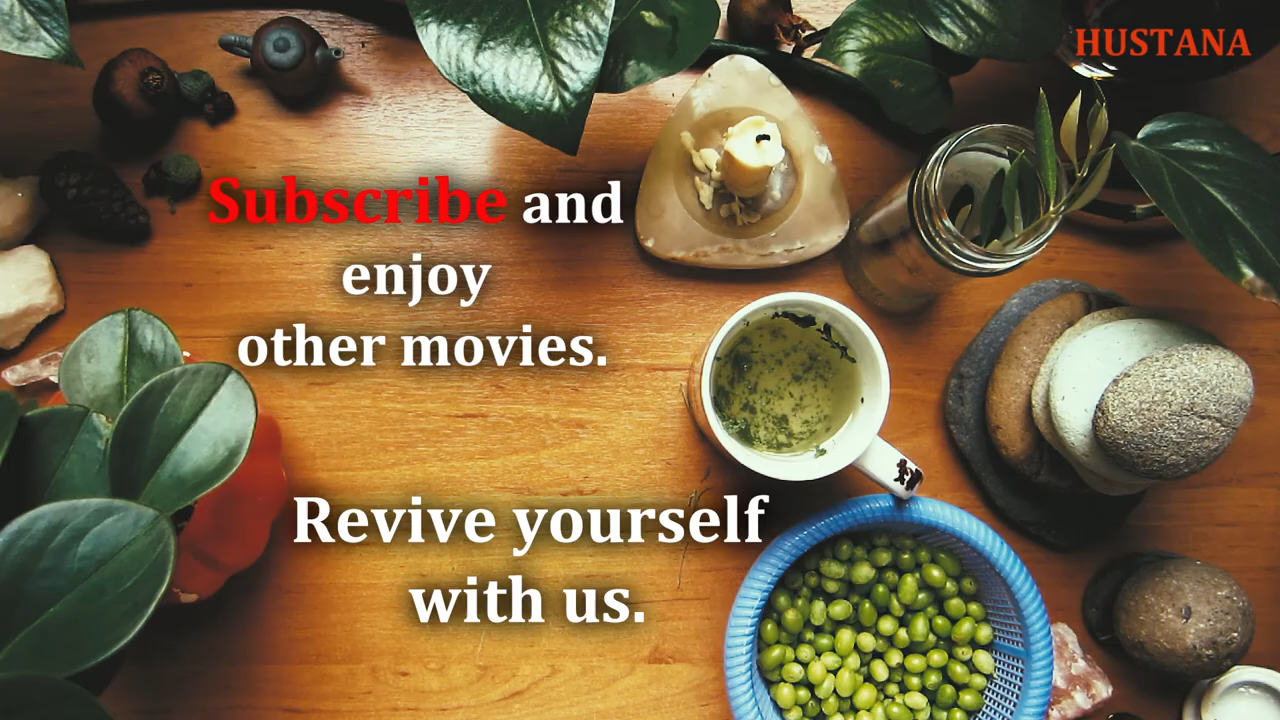 HUSTANA
Subscribe and
enjoy
other movies.
Revive yourself
with us.